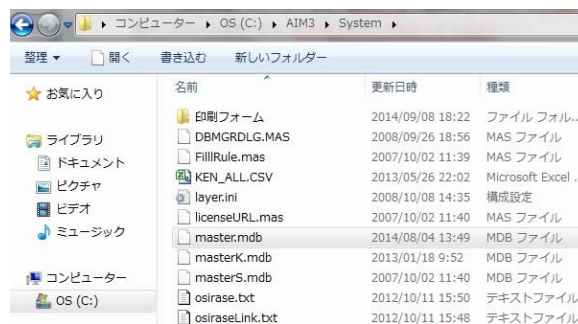 コンピューター ▸ OS (C:) ▸ AIM3 ▸ System ▸
整理 ▼ 開く 書き込む 新しいフォルダー
お気に入り
ライブラリ
ドキュメント
ピクチャ
ビデオ
ミュージック
コンピューター
OS (C:)
名前 更新日時 種類
印刷フォーム 2014/09/08 18:22 ファイル フォル...
DBMGRDLG.MAS 2008/09/26 18:56 MAS ファイル
FillRule.mas 2007/10/02 11:39 MAS ファイル
KEN_ALL.CSV 2013/05/26 22:02 Microsoft Excel .
layer.ini 2008/10/08 14:35 構成設定
licenseURL.mas 2007/10/02 11:40 MAS ファイル
master.mdb 2014/08/04 13:49 MDB ファイル
masterK.mdb 2013/01/18 9:52 MDB ファイル
masterS.mdb 2007/10/02 11:40 MDB ファイル
osirase.txt 2012/10/11 15:50 テキストファイル
osiraseLink.txt 2012/10/11 15:48 テキストファイル